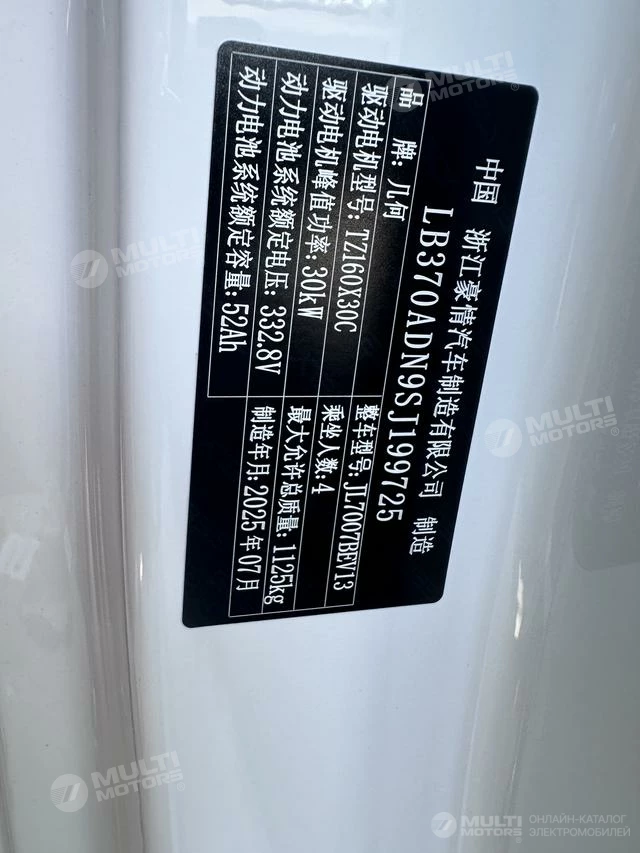 中国 浙江豪情汽车制造有限公司 制造
LB370ADN9SJ199725
品 牌: 几何 整车型号: JL7007BEV13
驱动电机型号: TZ160X30C 乘坐人数: 4
驱动电机峰值功率: 30kW 最大允许总质量: 1125kg
动力电池系统额定电压: 332.8V 制造年月: 2025年07月
动力电池系统额定容量: 52Ah
MULTI MOTORS
MULTI MOTORS
MULTI MOTORS
MULTI MOTORS
MULTI MOTORS
ОНЛАЙН-КАТАЛОГ
ЭЛЕКТРОМОБИЛЕЙ